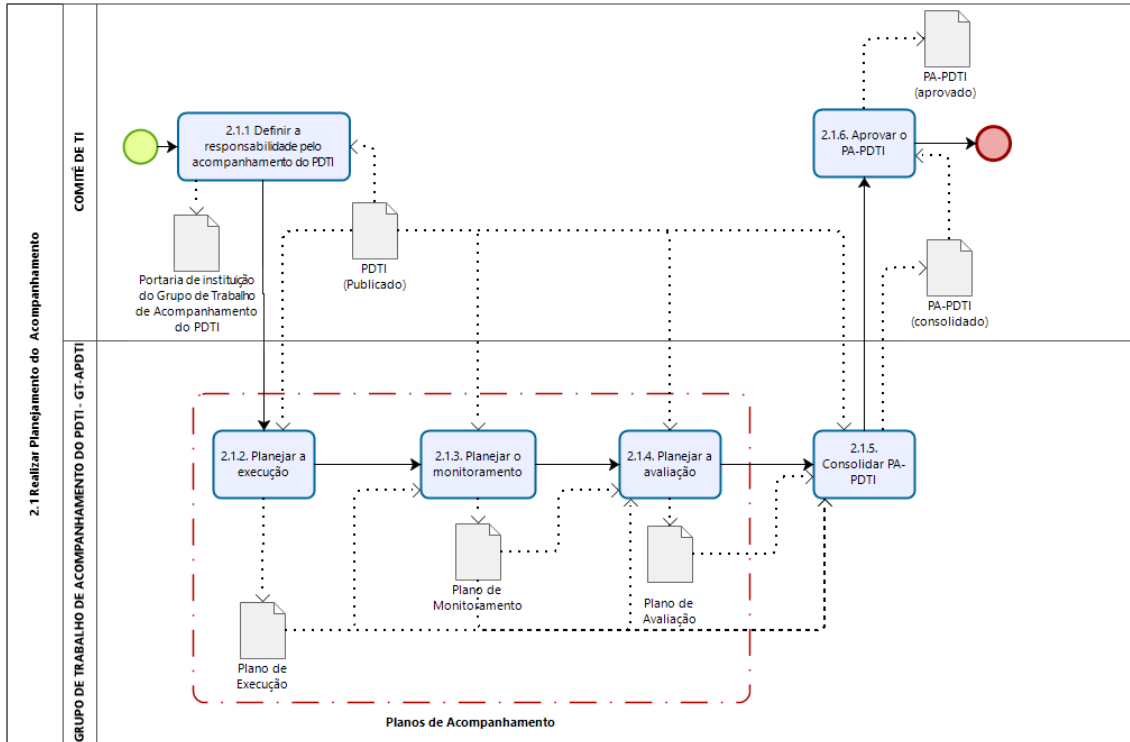 2.1 Realizar Planejamento do Acompanhamento
COMITÊ DE TI
2.1.1 Definir a
responsabilidade pelo
acompanhamento do PDTI
Portaria de instituição
do Grupo de Trabalho
de Acompanhamento
do PDTI
PDTI
(Publicado)
2.1.6. Aprovar o
PA-PDTI
PA-PDTI
(aprovado)
PA-PDTI
(consolidado)
GRUPO DE TRABALHO DE ACOMPANHAMENTO DO PDTI - GT-APDTI
2.1.2. Planejar a
execução
2.1.3. Planejar o
monitoramento
2.1.4. Planejar a
avaliação
2.1.5.
Consolidar PA-
PDTI
Plano de
Execução
Plano de
Monitoramento
Plano de
Avaliação
Planos de Acompanhamento